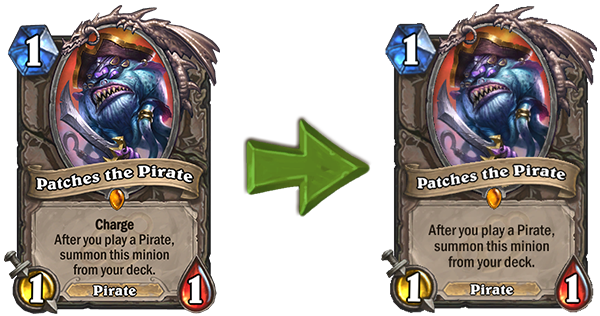 1
Patches the Pirate
Charge
After you play a Pirate,
summon this minion
from your deck.
1
Pirate
1
1
Patches the Pirate
After you play a Pirate,
summon this minion
from your deck.
1
Pirate
1